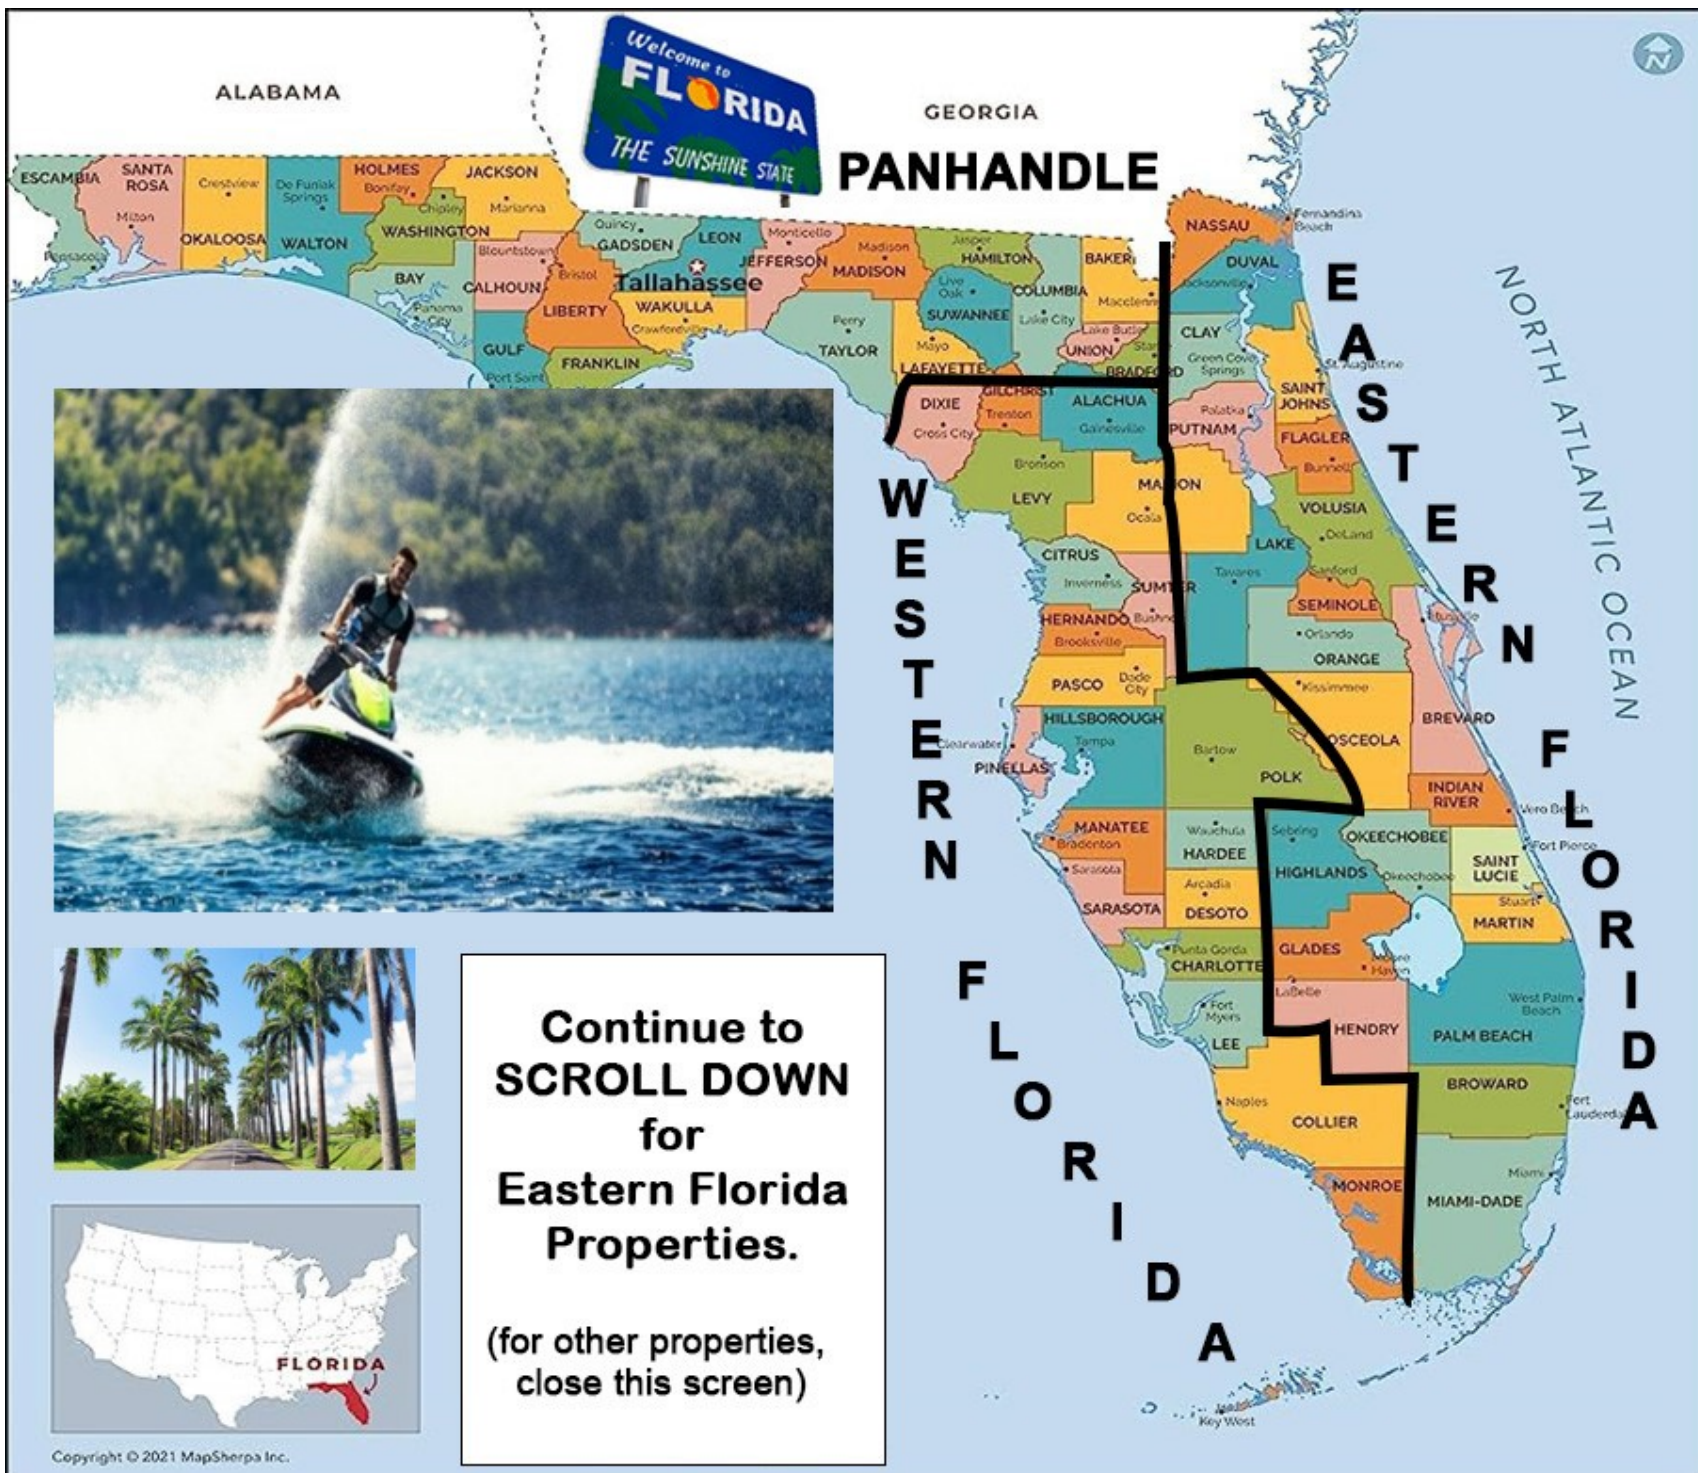 Welcome to
FLORIDA
THE SUNSHINE STATE
ALABAMA
GEORGIA
PANHANDLE
N
ESCAMBIA
SANTA
ROSA
Milton
Pensacola
Crestview
OKALOOSA
De Funiak
Springs
WALTON
HOLMES
Bonifay
Chipley
WASHINGTON
JACKSON
Marianna
BAY
Panama
City
Blountstown
CALHOUN
GULF
Port Saint
Bristol
LIBERTY
FRANKLIN
Quincy
GADSDEN
LEON
Tallahassee
WAKULLA
Crawfordville
Monticello
JEFFERSON
Madison
MADISON
Perry
TAYLOR
Jasper
HAMILTON
Live
Oak
SUWANNEE
Mayo
LAFAYETTE
COLUMBIA
Lake City
BAKER
Macclenn
Lake Butler
UNION
Star
BRADFORD
NASSAU
Fernandina
Beach
DUVAL
Jacksonville
CLAY
Green Cove
Springs
St. Augustine
SAINT
JOHNS
DIXIE
Cross City
GILCHRIST
Trenton
ALACHUA
Gainesville
Palatka
PUTNAM
FLAGLER
Bunnell
Bronson
LEVY
MARION
Ocala
VOLUSIA
DeLand
CITRUS
Inverness
SUMTER
Bushne
LAKE
Tavares
Sanford
SEMINOLE
Titusville
HERNANDO
Brooksville
Orlando
ORANGE
PASCO
Dade
City
Kissimmee
OSCEOLA
BREVARD
HILLSBOROUGH
Tampa
Clearwater
PINELLAS
Bartow
POLK
INDIAN
RIVER
Vero Beach
MANATEE
Bradenton
Wauchula
HARDEE
Sebring
HIGHLANDS
OKEECHOBEE
Okeechobee
SAINT
LUCIE
Fort Pierce
Sarasota
SARASOTA
Arcadia
DESOTO
Stuart
MARTIN
Punta Gorda
CHARLOTTE
GLADES
Moore
Haven
LaBelle
HENDRY
Fort
Myers
LEE
West Palm
Beach
PALM BEACH
BROWARD
Fort
Lauderda
Naples
COLLIER
MONROE
Miami
MIAMI-DADE
Key West
WESTERN
FLORIDA
EASTERN
FLORIDA
NORTH ATLANTIC OCEAN
Continue to
SCROLL DOWN
for
Eastern Florida
Properties.
(for other properties,
close this screen)
FLORIDA
Copyright © 2021 MapSherpa Inc.